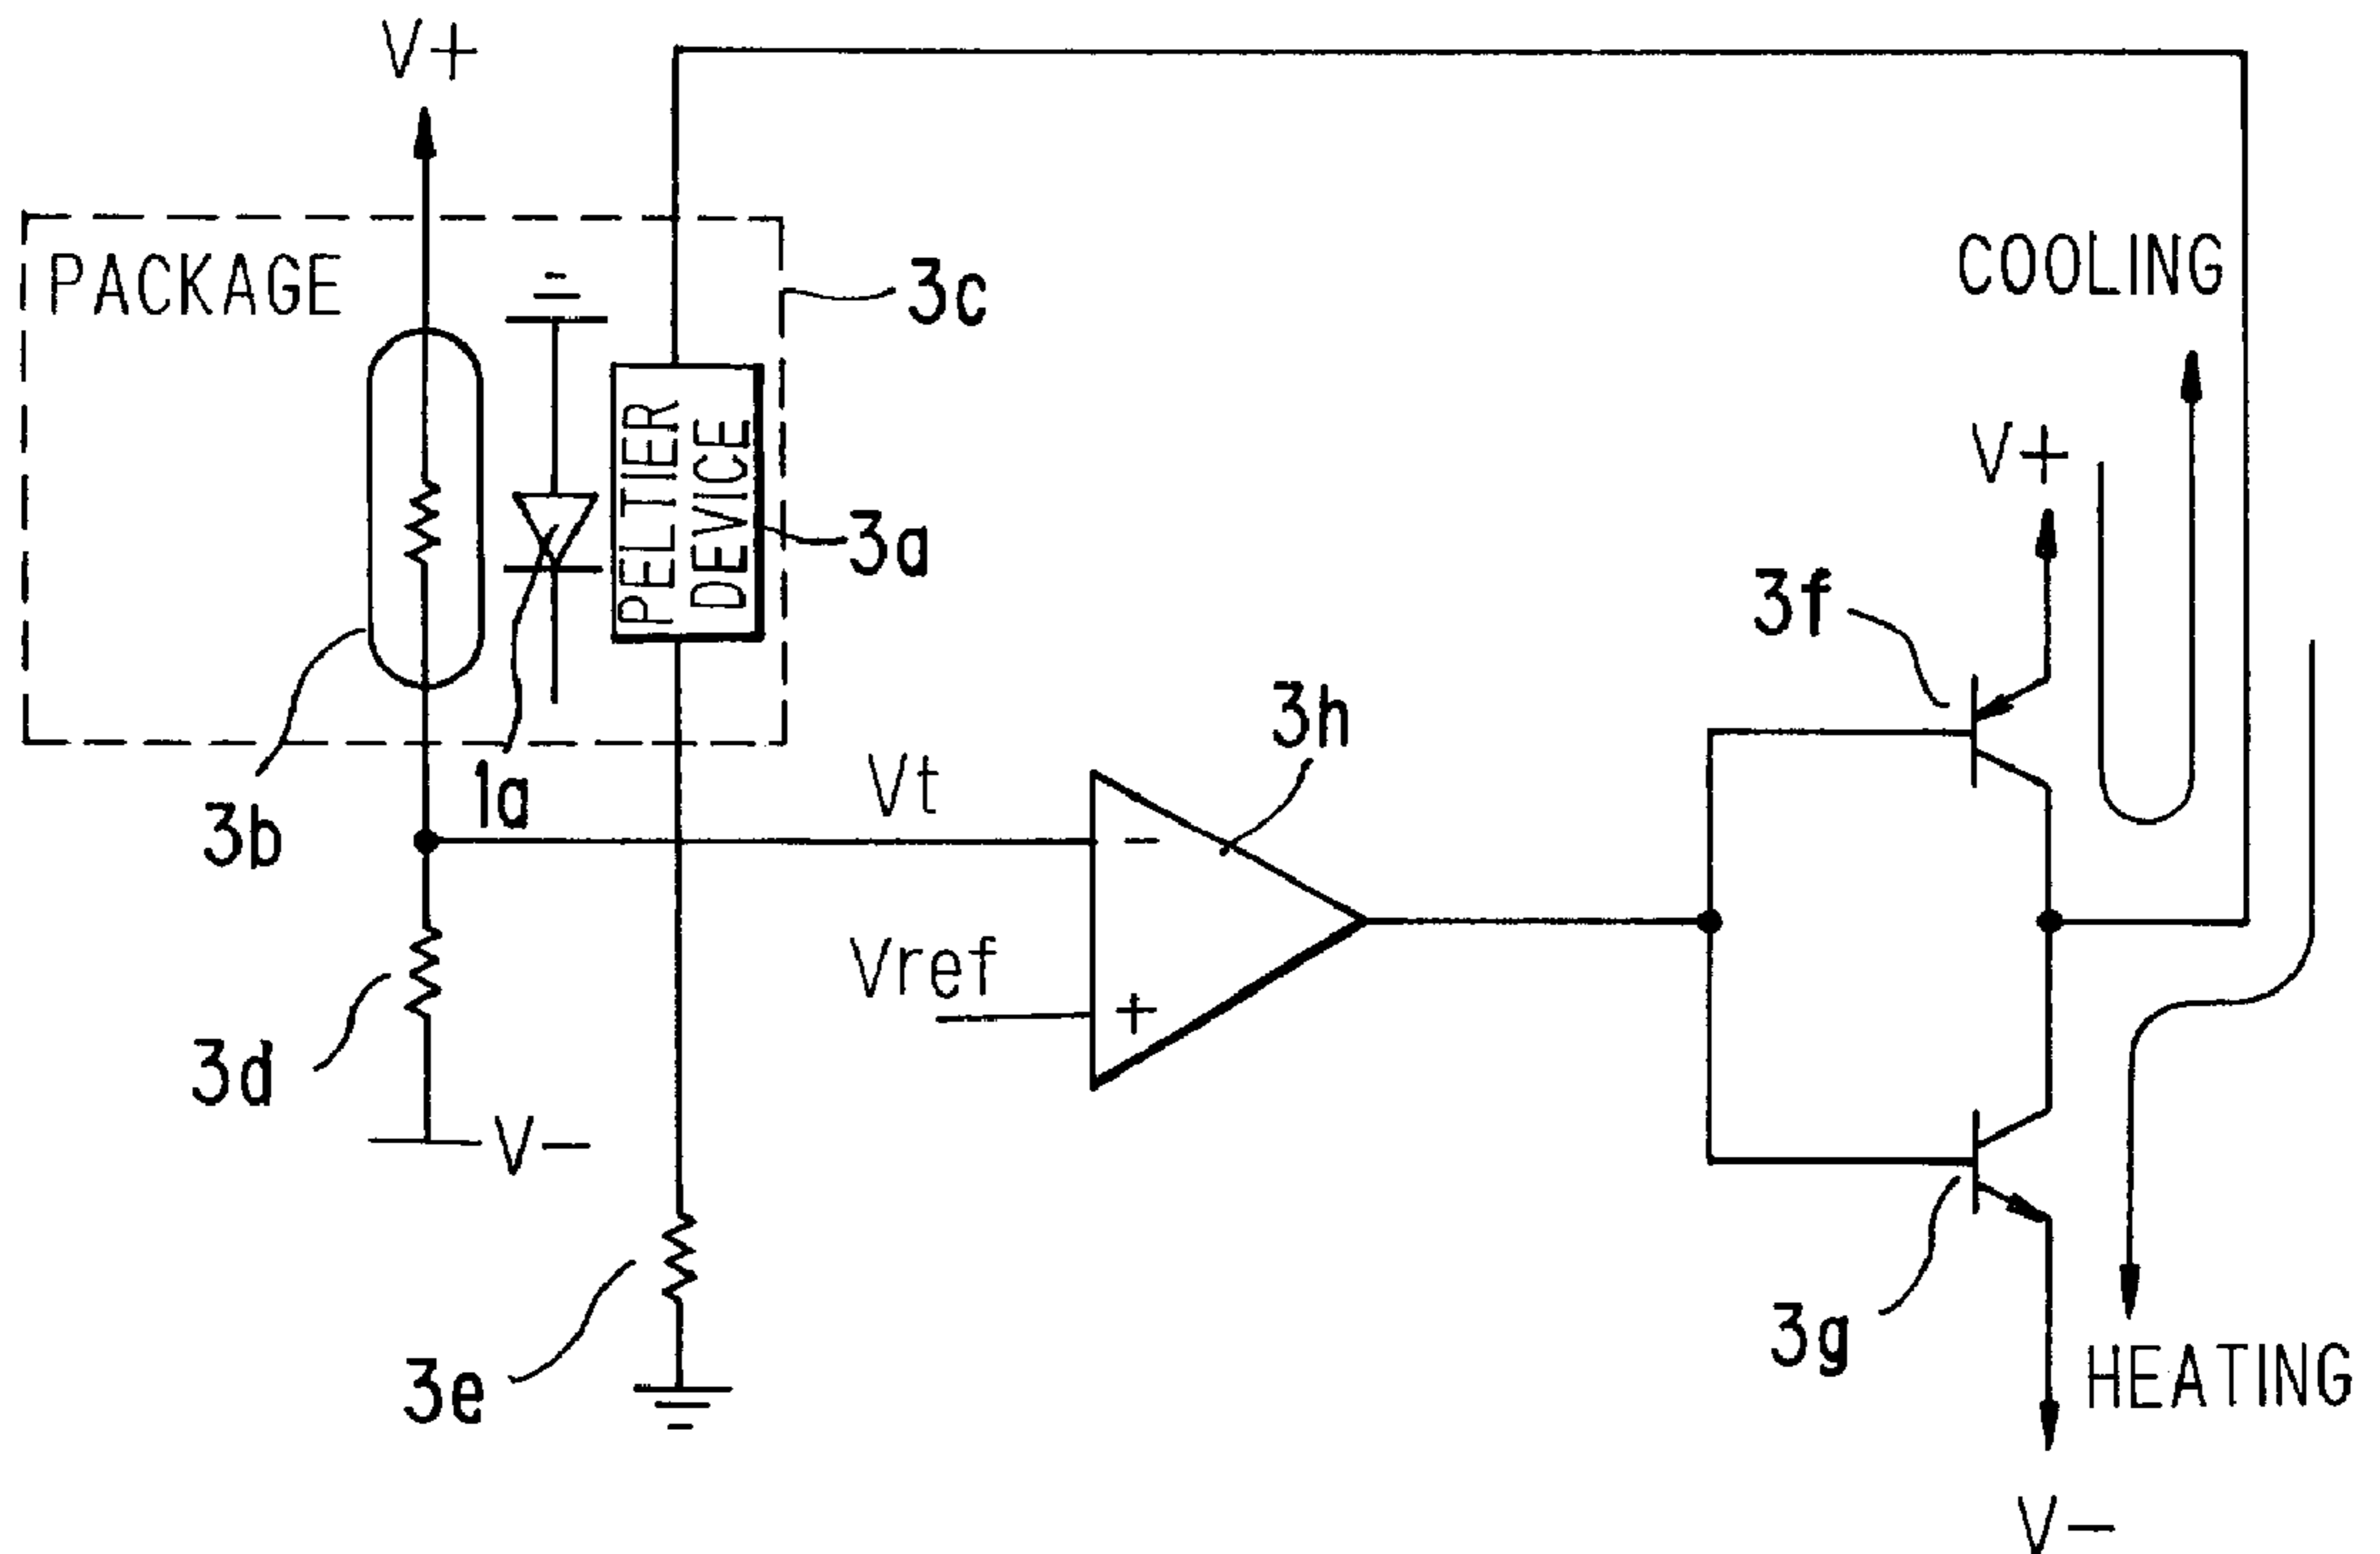 V+
PACKAGE
3c
COOLING
PELTIER
DEVICE
3a
V+
3f
3h
1a
Vt
3b
-
Vref
+
3d
V-
3g
3e
HEATING
V-